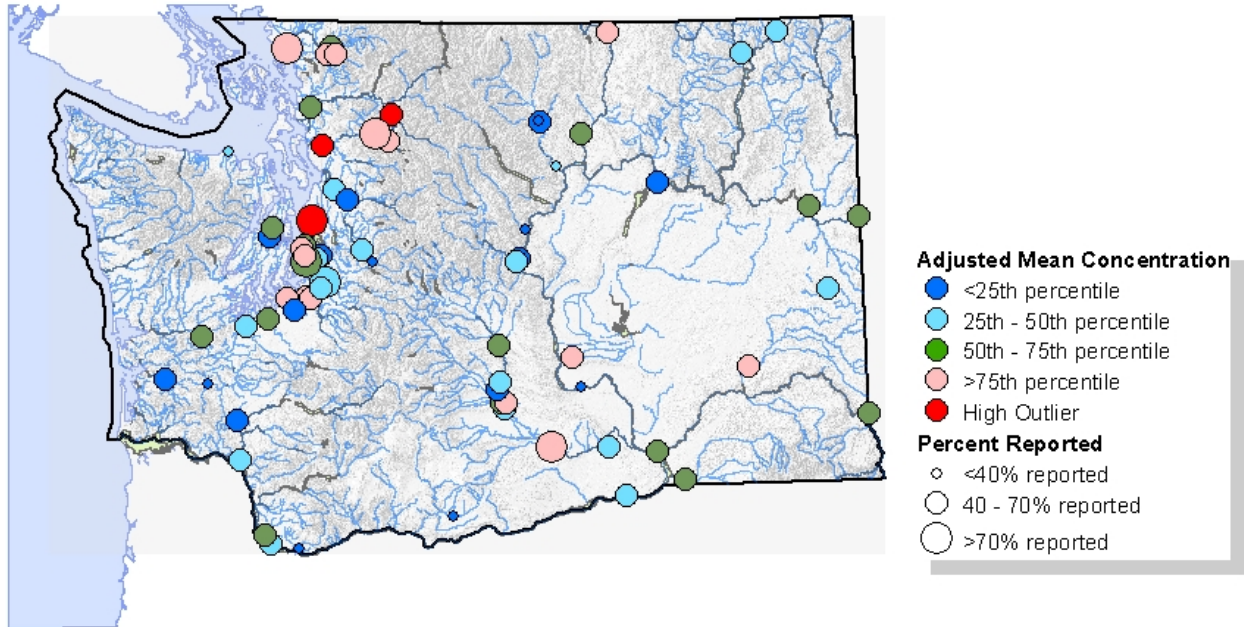 Adjusted Mean Concentration
<25th percentile
25th - 50th percentile
50th - 75th percentile
>75th percentile
High Outlier
Percent Reported
<40% reported
40 - 70% reported
>70% reported